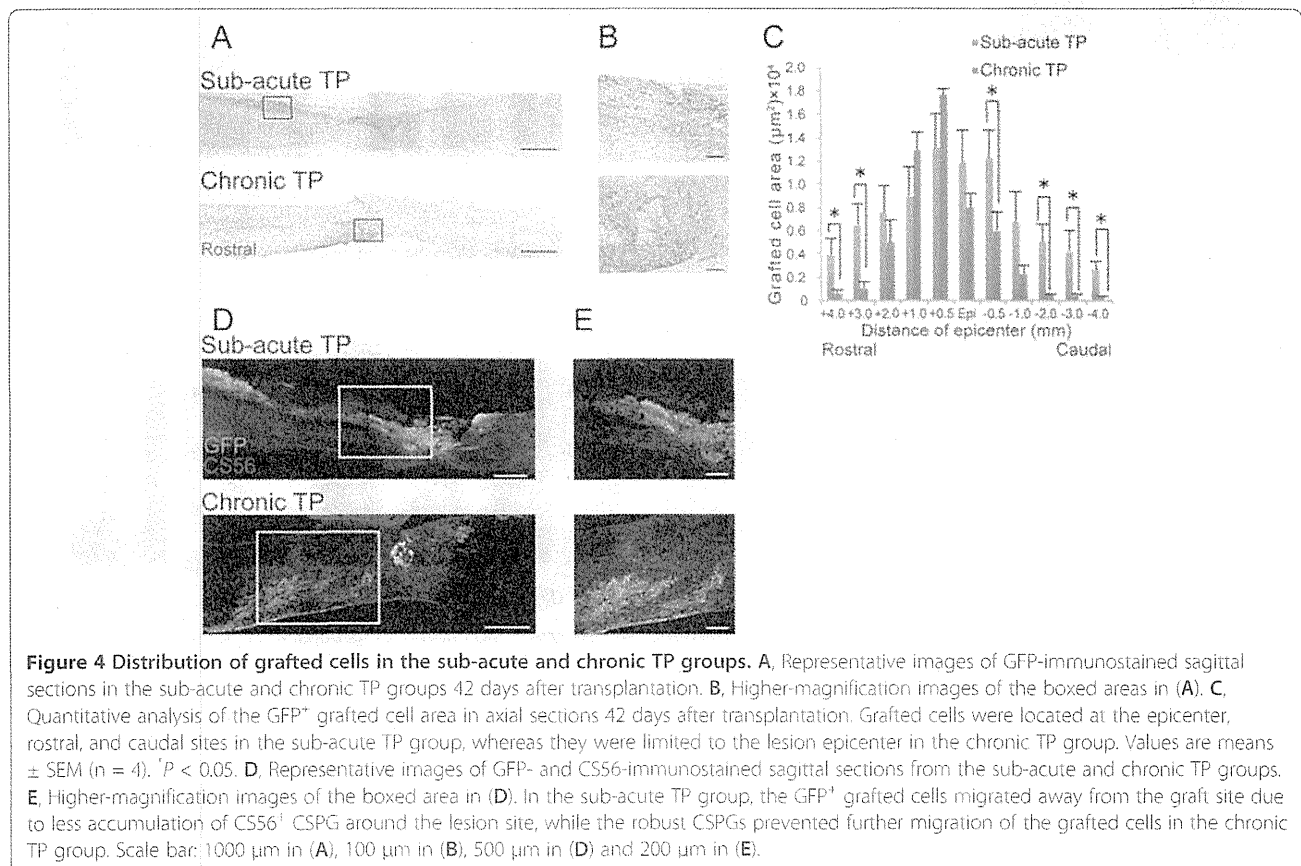 A
B
C
Sub-acute TP
Chronic TP
Rostral
Sub-acute TP
Chronic TP
Grafted cell area (µm²)×10⁴
2.0
1.8
1.6
1.4
1.2
1.0
0.8
0.6
0.4
0.2
0
* * * * * *
+4.0 +3.0 +2.0 +1.0 +0.5 Epi -0.5 -1.0 -2.0 -3.0 -4.0
Distance of epicenter (mm)
Rostral Caudal
D
E
Sub-acute TP
GFP
CS56
Chronic TP
Figure 4 Distribution of grafted cells in the sub-acute and chronic TP groups. A, Representative images of GFP-immunostained sagittal
sections in the sub-acute and chronic TP groups 42 days after transplantation. B, Higher-magnification images of the boxed areas in (A). C,
Quantitative analysis of the GFP⁺ grafted cell area in axial sections 42 days after transplantation. Grafted cells were located at the epicenter,
rostral, and caudal sites in the sub-acute TP group, whereas they were limited to the lesion epicenter in the chronic TP group. Values are means
± SEM (n = 4). *P < 0.05. D, Representative images of GFP- and CS56-immunostained sagittal sections from the sub-acute and chronic TP groups.
E, Higher-magnification images of the boxed area in (D). In the sub-acute TP group, the GFP⁺ grafted cells migrated away from the graft site due
to less accumulation of CS56⁺ CSPG around the lesion site, while the robust CSPGs prevented further migration of the grafted cells in the chronic
TP group. Scale bar: 1000 µm in (A), 100 µm in (B), 500 µm in (D) and 200 µm in (E).